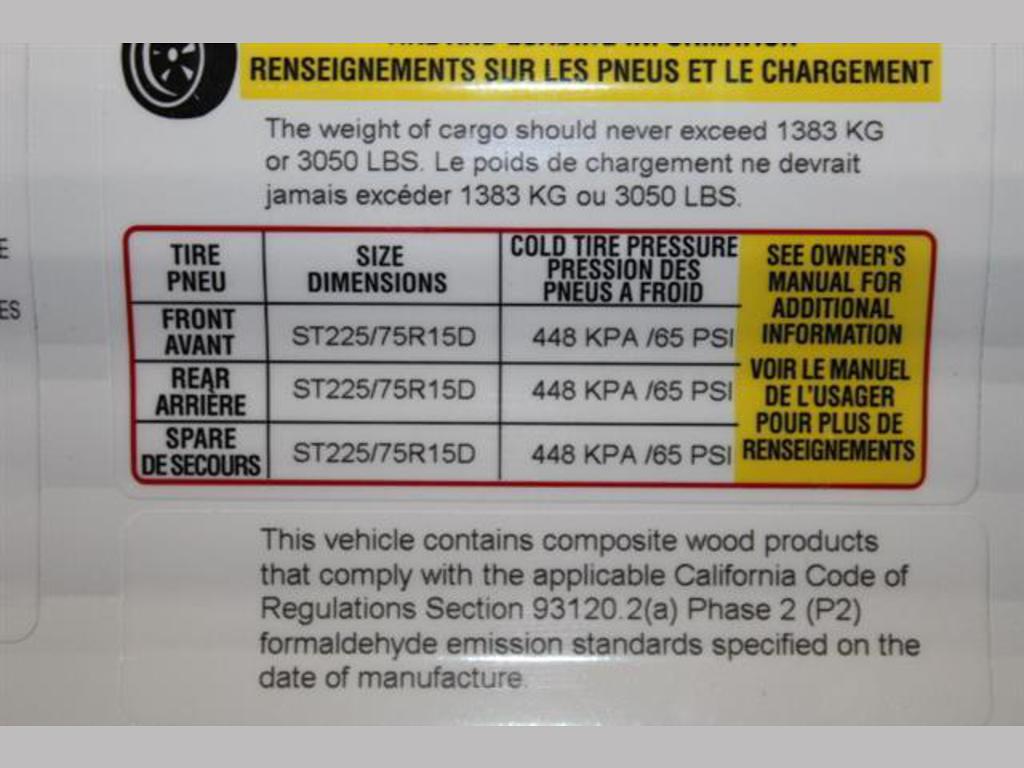 RENSEIGNEMENTS SUR LES PNEUS ET LE CHARGEMENT
The weight of cargo should never exceed 1383 KG
or 3050 LBS. Le poids de chargement ne devrait
jamais excéder 1383 KG ou 3050 LBS.
TIRE
PNEU
SIZE
DIMENSIONS
COLD TIRE PRESSURE
PRESSION DES
PNEUS A FROID
FRONT
AVANT
ST225/75R15D
448 KPA /65 PSI
REAR
ARRIÈRE
ST225/75R15D
448 KPA /65 PSI
SPARE
DE SECOURS
ST225/75R15D
448 KPA /65 PSI
SEE OWNER'S
MANUAL FOR
ADDITIONAL
INFORMATION
VOIR LE MANUEL
DE L'USAGER
POUR PLUS DE
RENSEIGNEMENTS
This vehicle contains composite wood products
that comply with the applicable California Code of
Regulations Section 93120.2(a) Phase 2 (P2)
formaldehyde emission standards specified on the
date of manufacture.